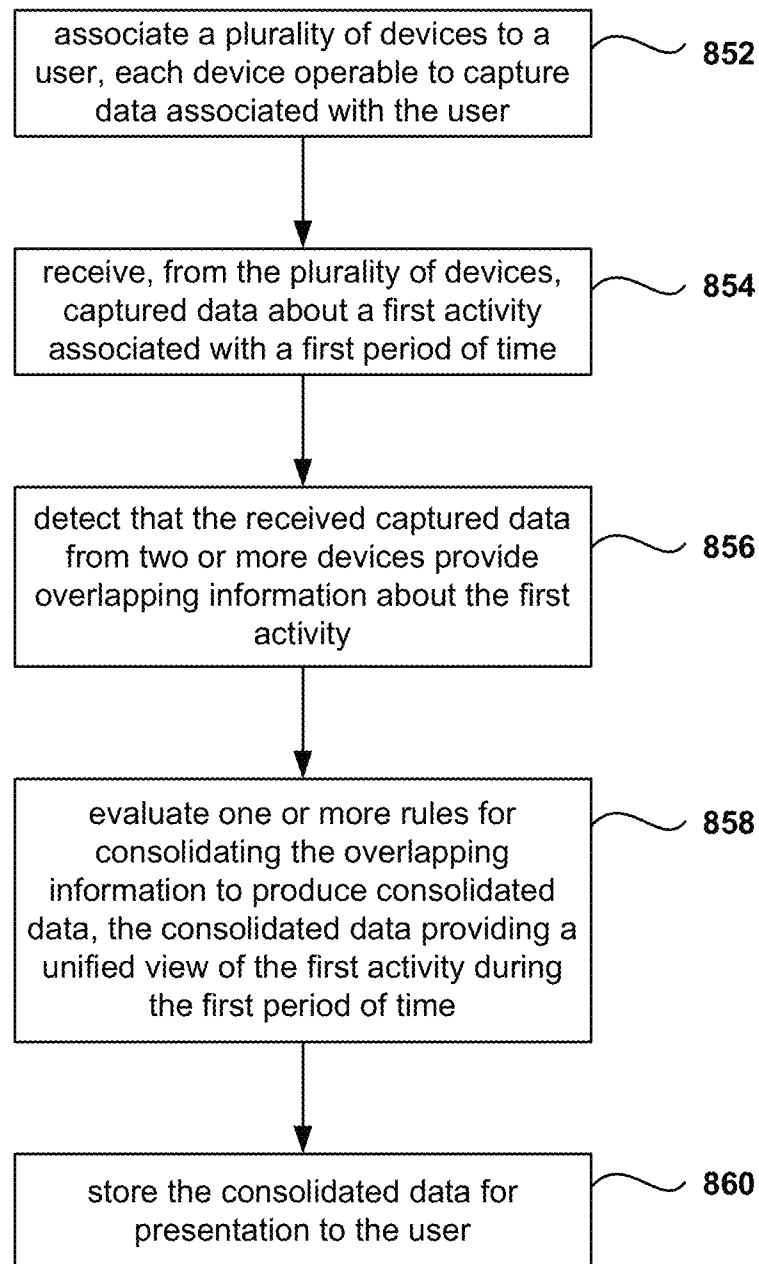 associate a plurality of devices to a
user, each device operable to capture
data associated with the user
852
receive, from the plurality of devices,
captured data about a first activity
associated with a first period of time
854
detect that the received captured data
from two or more devices provide
overlapping information about the first
activity
856
evaluate one or more rules for
consolidating the overlapping
information to produce consolidated
data, the consolidated data providing a
unified view of the first activity during
the first period of time
858
store the consolidated data for
presentation to the user
860